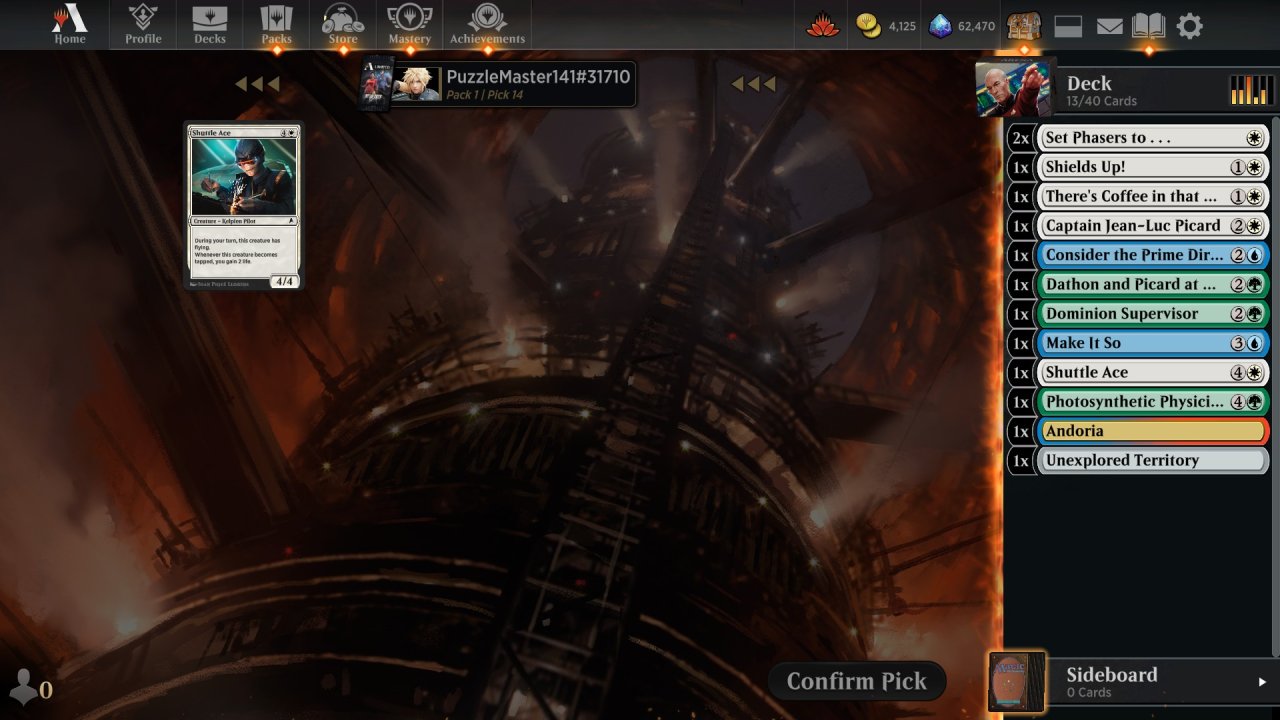 Home
Profile
Decks
Packs
Store
Mastery
Achievements
4,125
62,470
PuzzleMaster141#31710
Pack 1 | Pick 14
Shuttle Ace 4
Creature – Kelpien Pilot
During your turn, this creature has
flying.
Whenever this creature becomes
tapped, you gain 2 life.
4/4
Deck
13/40 Cards
2x Set Phasers to . . .
1x Shields Up! 1
1x There's Coffee in that ... 1
1x Captain Jean-Luc Picard 2
1x Consider the Prime Dir... 2
1x Dathon and Picard at ... 2
1x Dominion Supervisor 2
1x Make It So 3
1x Shuttle Ace 4
1x Photosynthetic Physici... 4
1x Andoria
1x Unexplored Territory
Confirm Pick
Sideboard
0 Cards
0